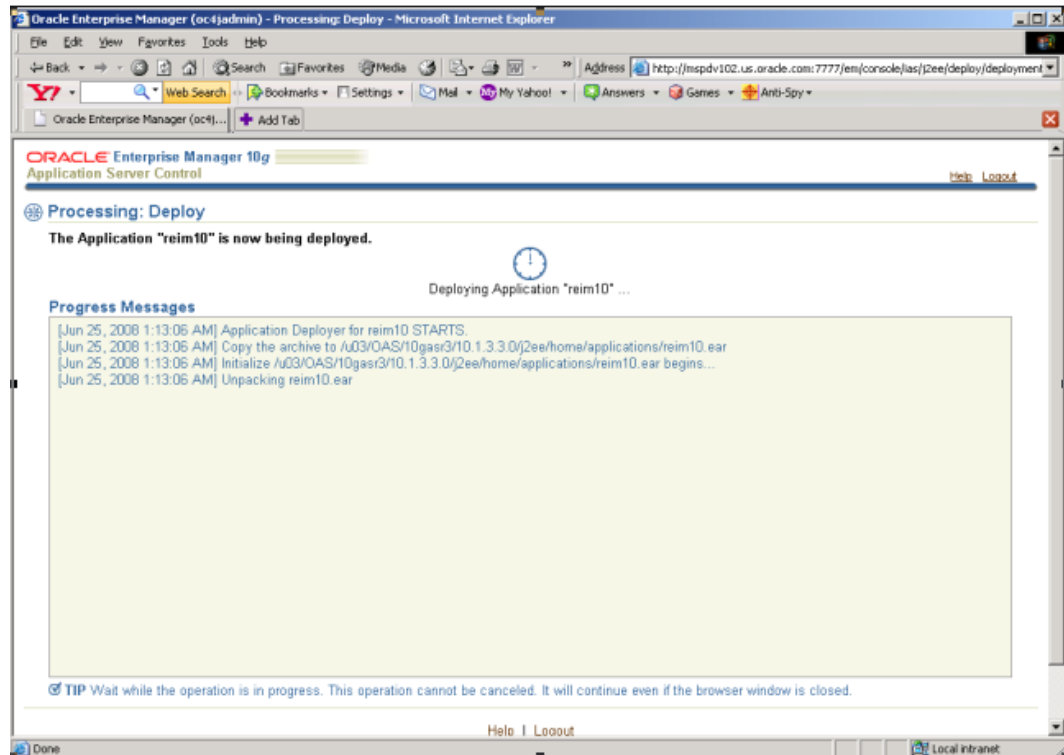 Oracle Enterprise Manager (oc4jadmin) - Processing: Deploy - Microsoft Internet Explorer
File Edit View Favorites Tools Help
Back Search Favorites Media Address http://mspdv102.us.oracle.com:7777/em/console/ias/j2ee/deploy/deployment
Y! Web Search Bookmarks Settings Mail My Yahoo! Answers Games Anti-Spy
Oracle Enterprise Manager (oc4j... Add Tab
ORACLE Enterprise Manager 10g
Application Server Control
Help Logout
Processing: Deploy
The Application "reim10" is now being deployed.
Deploying Application "reim10" ...
Progress Messages
[Jun 25, 2008 1:13:06 AM] Application Deployer for reim10 STARTS.
[Jun 25, 2008 1:13:06 AM] Copy the archive to /u03/OAS/10gasr3/10.1.3.3.0/j2ee/home/applications/reim10.ear
[Jun 25, 2008 1:13:06 AM] Initialize /u03/OAS/10gasr3/10.1.3.3.0/j2ee/home/applications/reim10.ear begins...
[Jun 25, 2008 1:13:06 AM] Unpacking reim10.ear
TIP Wait while the operation is in progress. This operation cannot be canceled. It will continue even if the browser window is closed.
Help | Logout
Done Local intranet